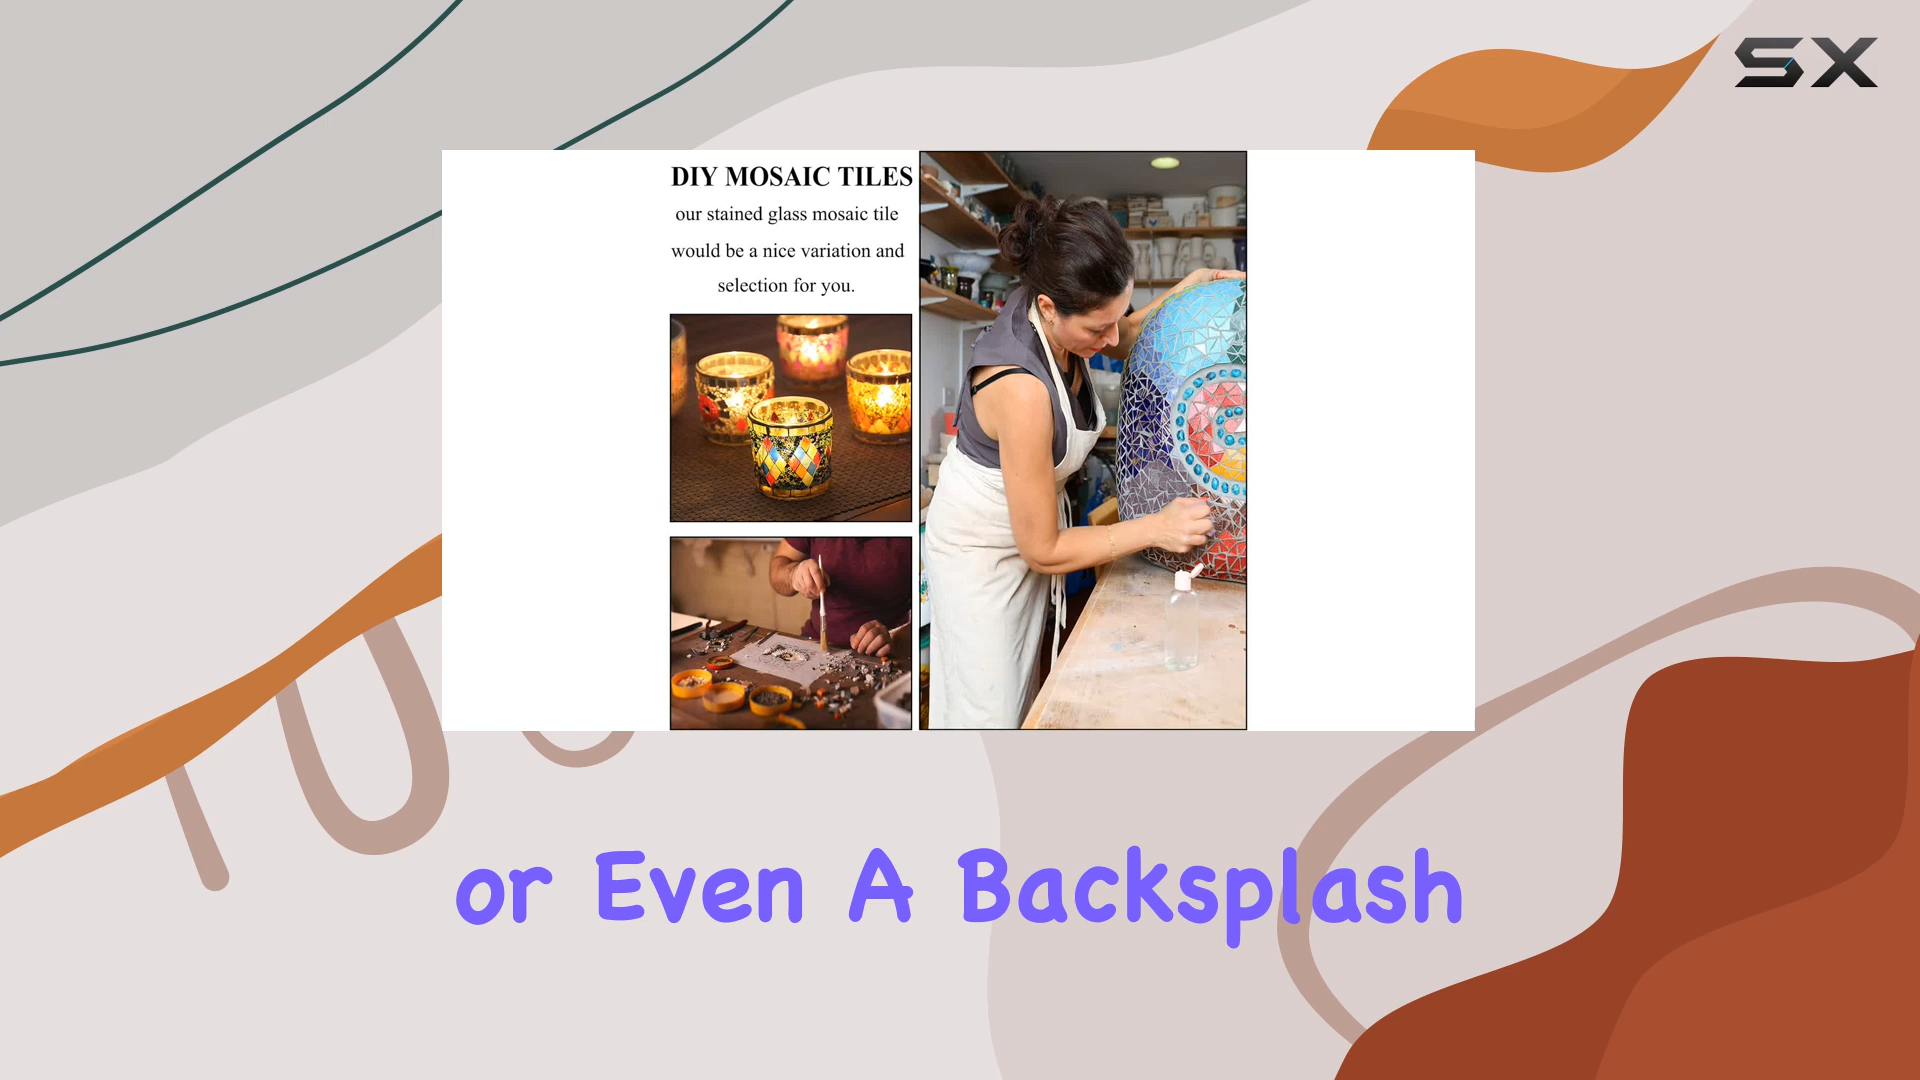 SX
DIY MOSAIC TILES
our stained glass mosaic tile
would be a nice variation and
selection for you.
or Even A Backsplash